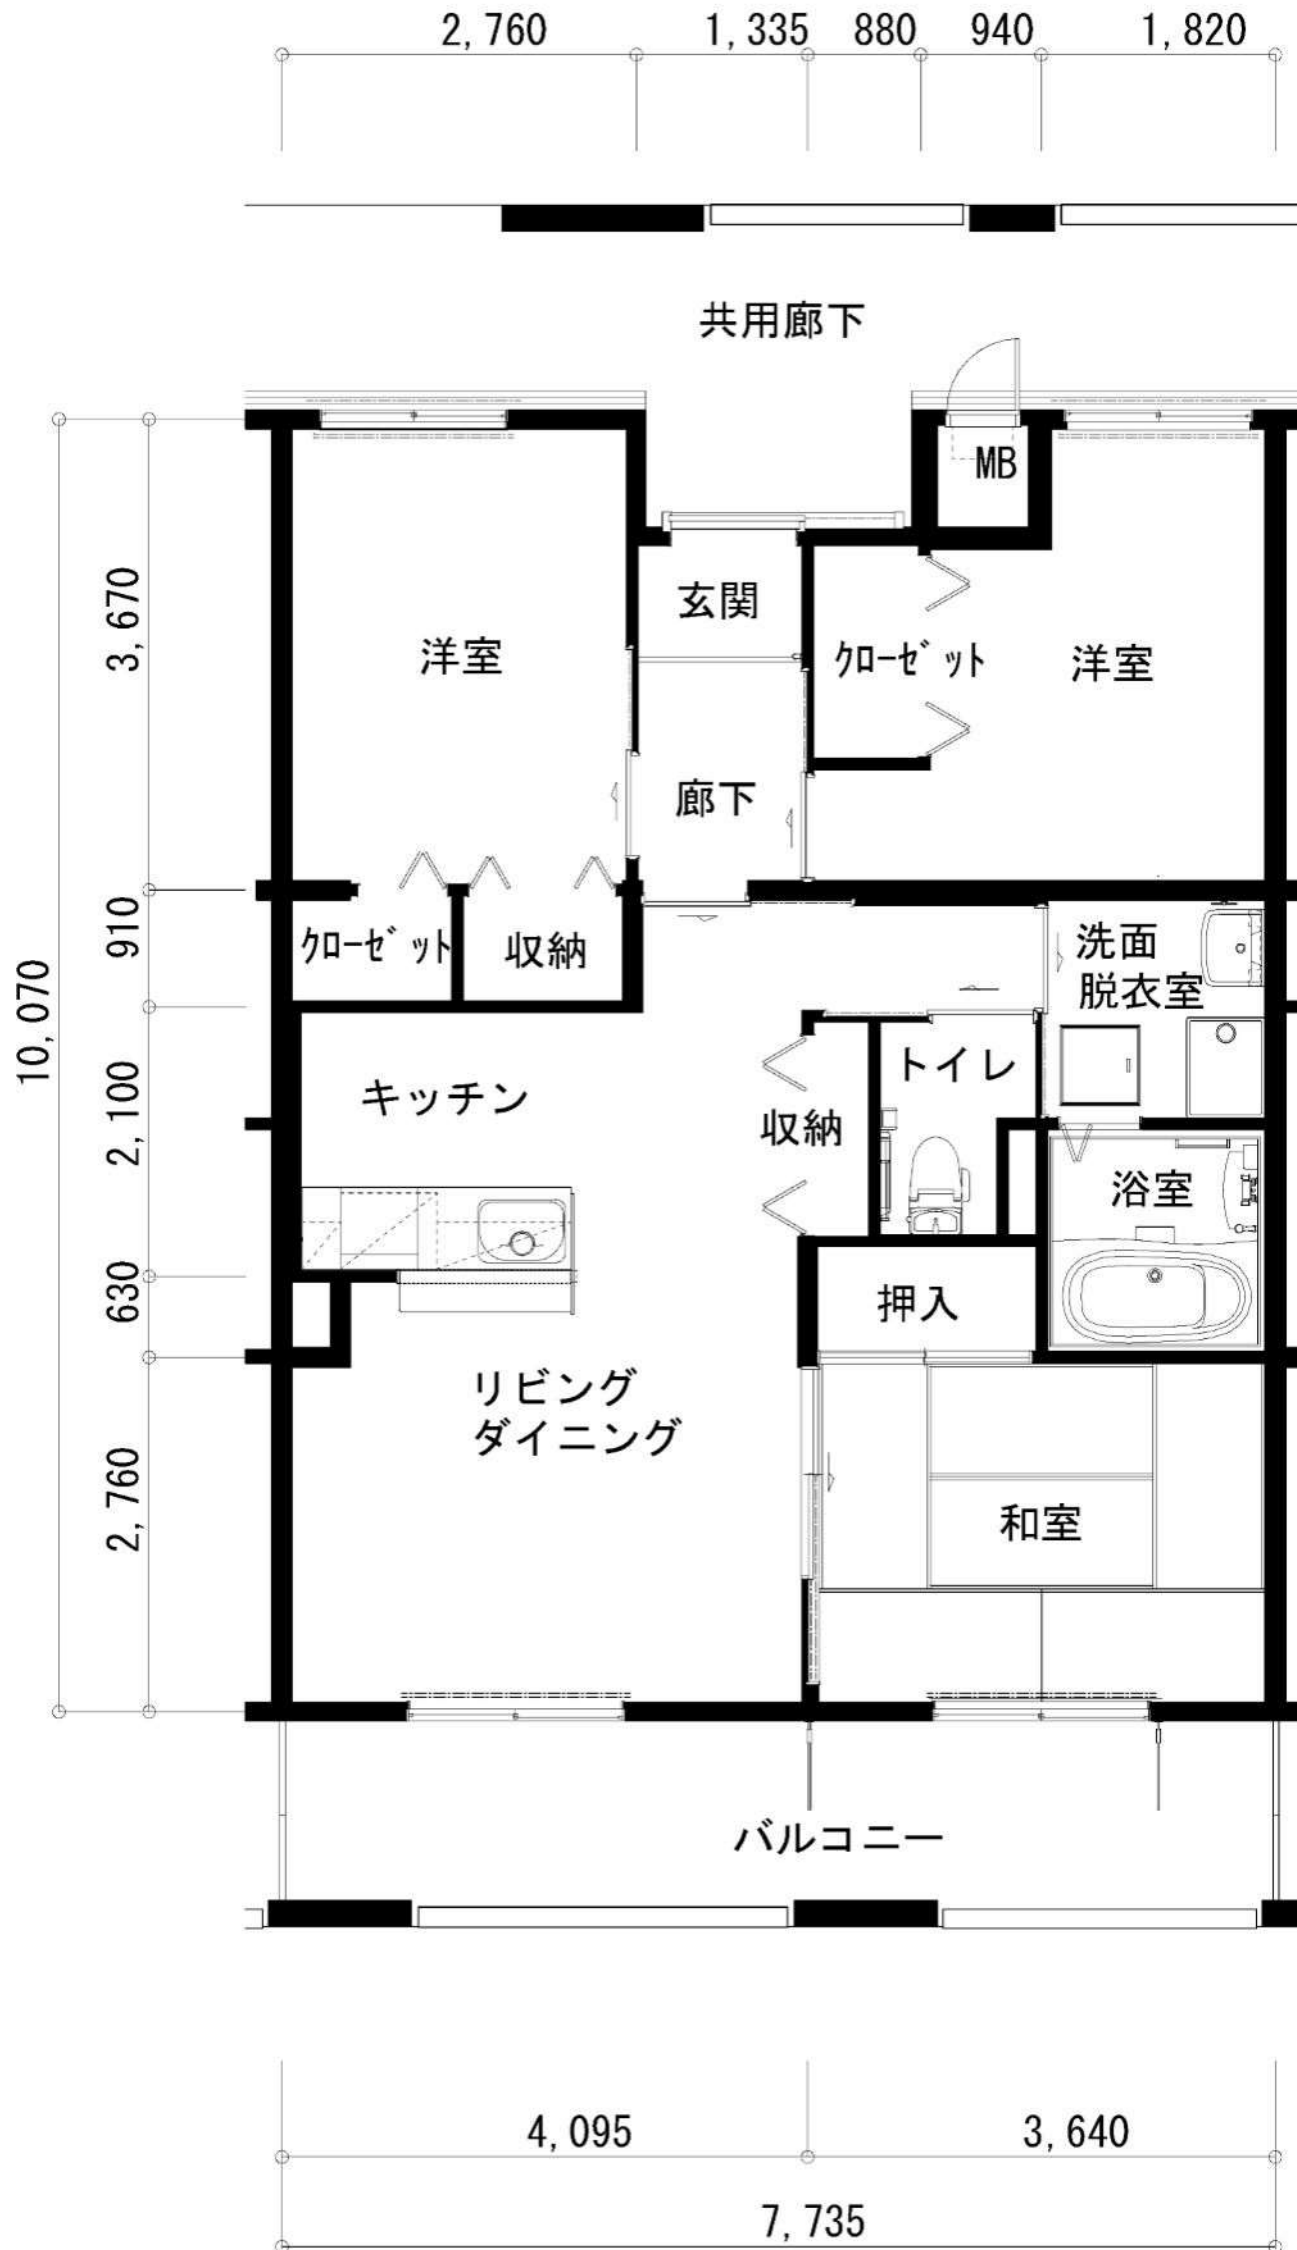 2,760
1,335
880
940
1,820
共用廊下
MB
玄関
3,670
洋室
ｸﾛｰｾﾞｯﾄ
洋室
廊下
910
ｸﾛｰｾﾞｯﾄ
収納
洗面
脱衣室
10,070
2,100
キッチン
トイレ
収納
浴室
630
押入
リビング
ダイニング
2,760
和室
バルコニー
4,095
3,640
7,735